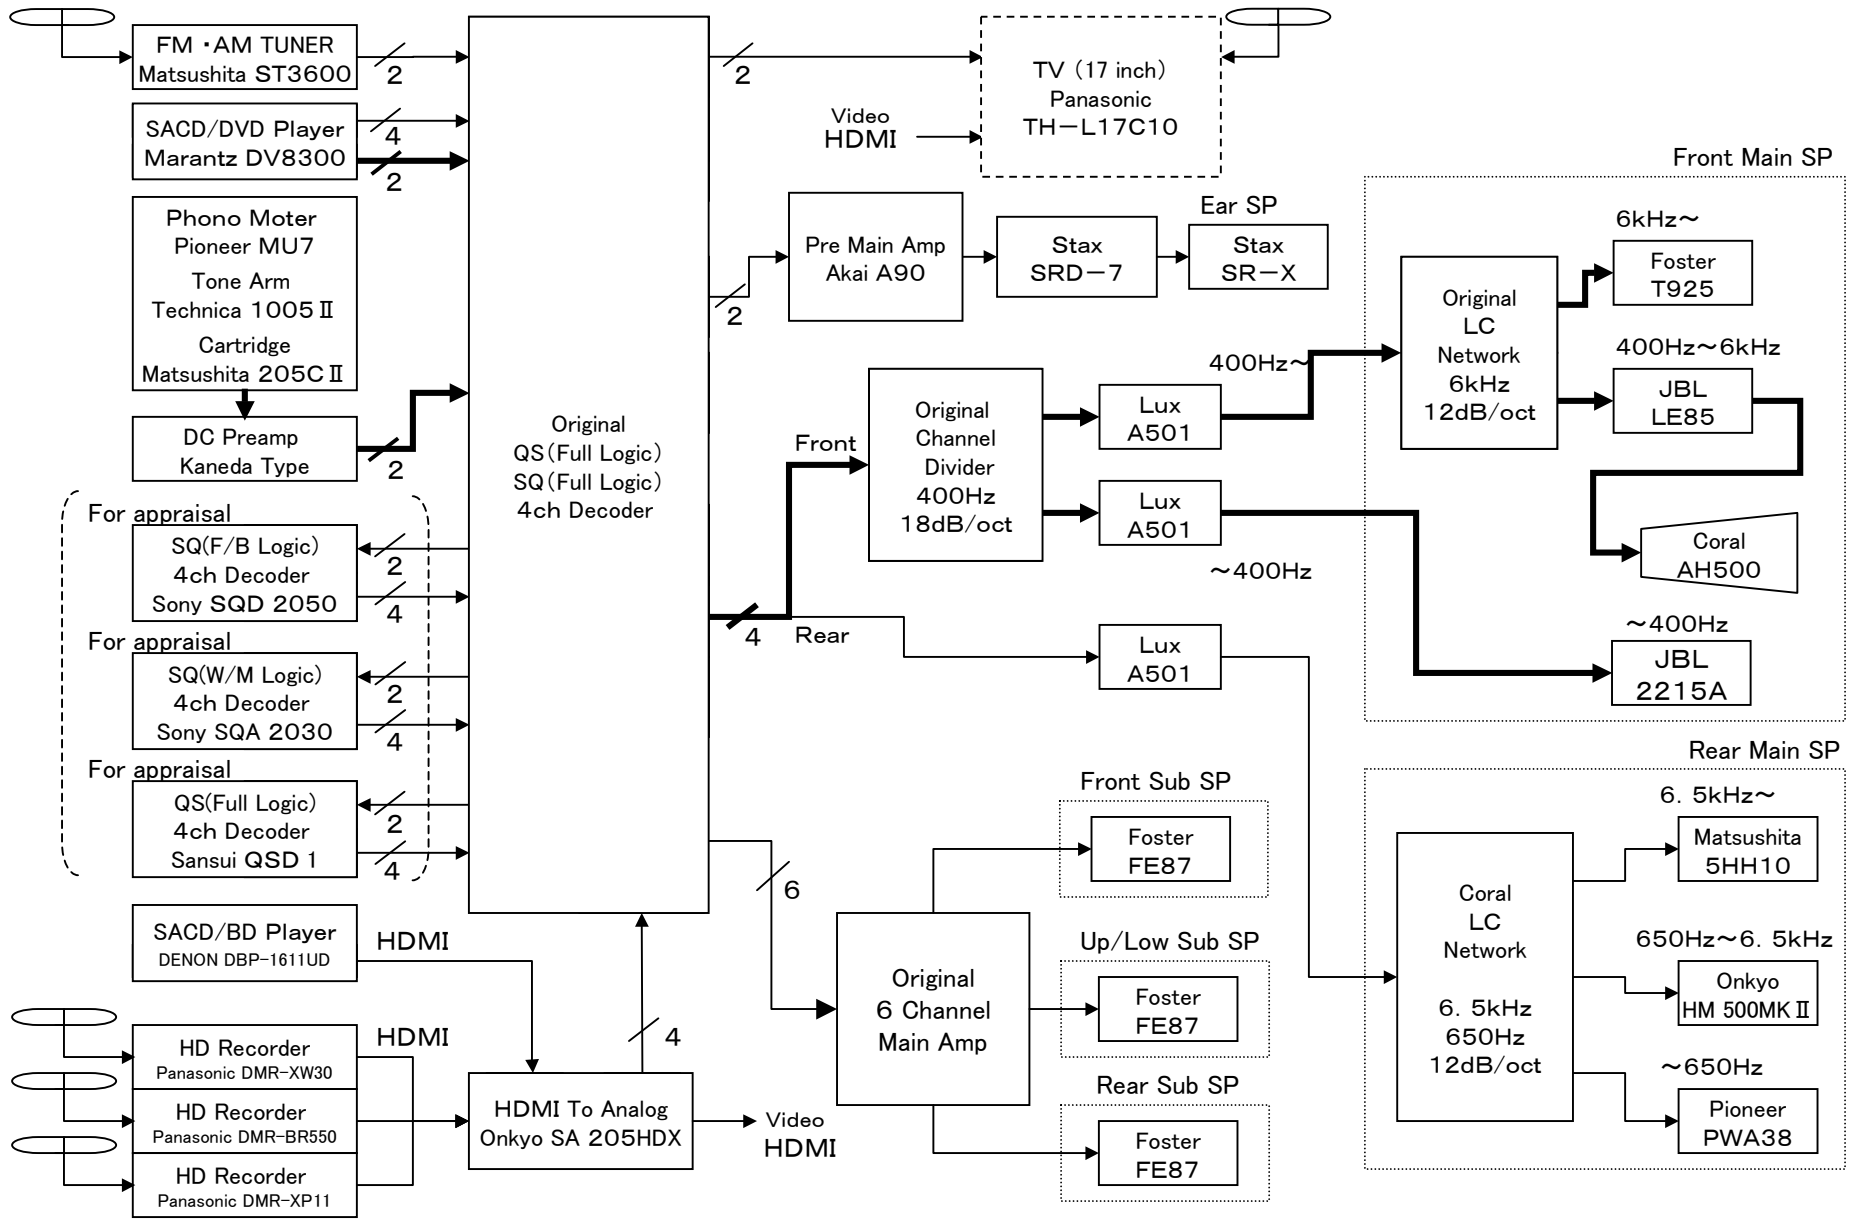 FM・AM TUNER
Matsushita ST3600
2
SACD/DVD Player
Marantz DV8300
4
2
Phono Moter
Pioneer MU7
Tone Arm
Technica 1005Ⅱ
Cartridge
Matsushita 205CⅡ
DC Preamp
Kaneda Type
2
For appraisal
SQ(F/B Logic)
4ch Decoder
Sony SQD 2050
2
4
For appraisal
SQ(W/M Logic)
4ch Decoder
Sony SQA 2030
2
4
For appraisal
QS(Full Logic)
4ch Decoder
Sansui QSD 1
2
4
SACD/BD Player
DENON DBP-1611UD
HDMI
HD Recorder
Panasonic DMR-XW30
HDMI
HD Recorder
Panasonic DMR-BR550
HD Recorder
Panasonic DMR-XP11
Original
QS(Full Logic)
SQ(Full Logic)
4ch Decoder
4
HDMI To Analog
Onkyo SA 205HDX
Video
HDMI
2
Video
HDMI
TV (17 inch)
Panasonic
TH-L17C10
2
Pre Main Amp
Akai A90
Stax
SRD-7
Ear SP
Stax
SR-X
4
Front
Rear
Original
Channel
Divider
400Hz
18dB/oct
400Hz~
Lux
A501
Lux
A501
~400Hz
Lux
A501
Front Main SP
Original
LC
Network
6kHz
12dB/oct
6kHz~
Foster
T925
400Hz~6kHz
JBL
LE85
Coral
AH500
~400Hz
JBL
2215A
6
Original
6 Channel
Main Amp
Front Sub SP
Foster
FE87
Up/Low Sub SP
Foster
FE87
Rear Sub SP
Foster
FE87
Rear Main SP
Coral
LC
Network
6. 5kHz
650Hz
12dB/oct
6. 5kHz~
Matsushita
5HH10
650Hz~6. 5kHz
Onkyo
HM 500MKⅡ
~650Hz
Pioneer
PWA38